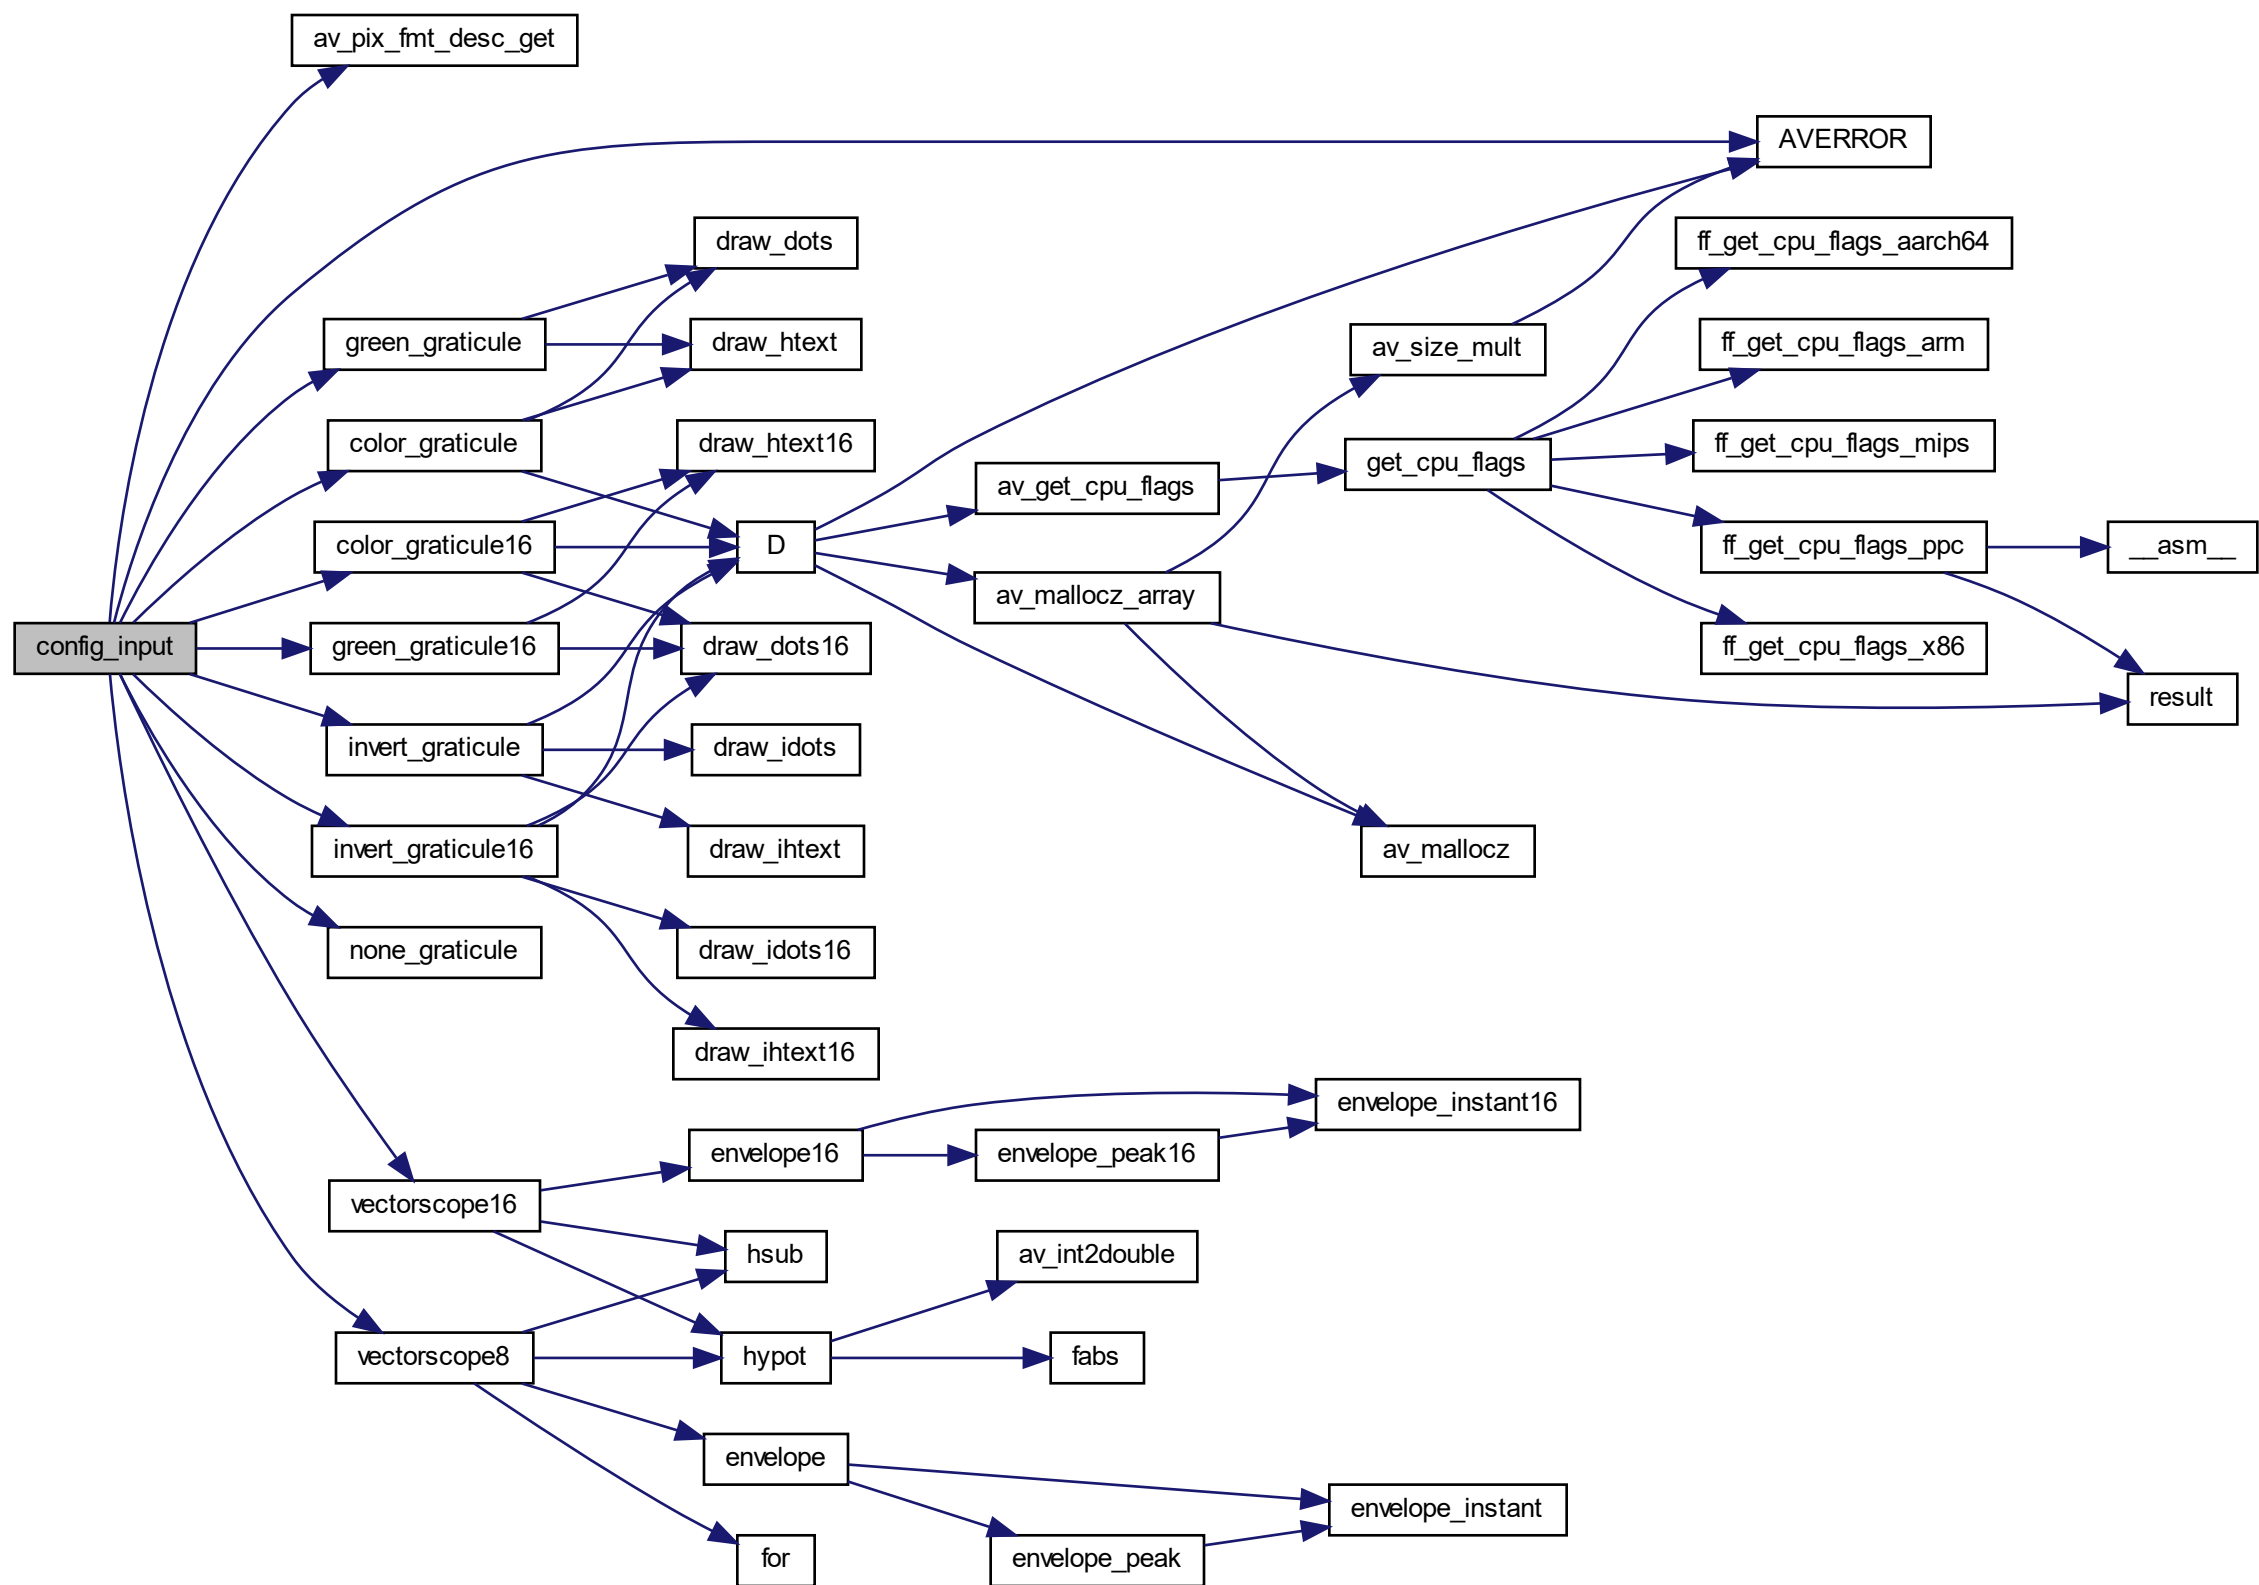 av_pix_fmt_desc_get
AVERROR
draw_dots
ff_get_cpu_flags_aarch64
green_graticule
draw_htext
av_size_mult
ff_get_cpu_flags_arm
color_graticule
draw_htext16
get_cpu_flags
ff_get_cpu_flags_mips
av_get_cpu_flags
color_graticule16
D
ff_get_cpu_flags_ppc
__asm__
av_mallocz_array
config_input
green_graticule16
draw_dots16
ff_get_cpu_flags_x86
result
invert_graticule
draw_idots
invert_graticule16
draw_ihtext
av_mallocz
none_graticule
draw_idots16
draw_ihtext16
envelope_instant16
envelope16
envelope_peak16
vectorscope16
hsub
av_int2double
vectorscope8
hypot
fabs
envelope
envelope_instant
for
envelope_peak